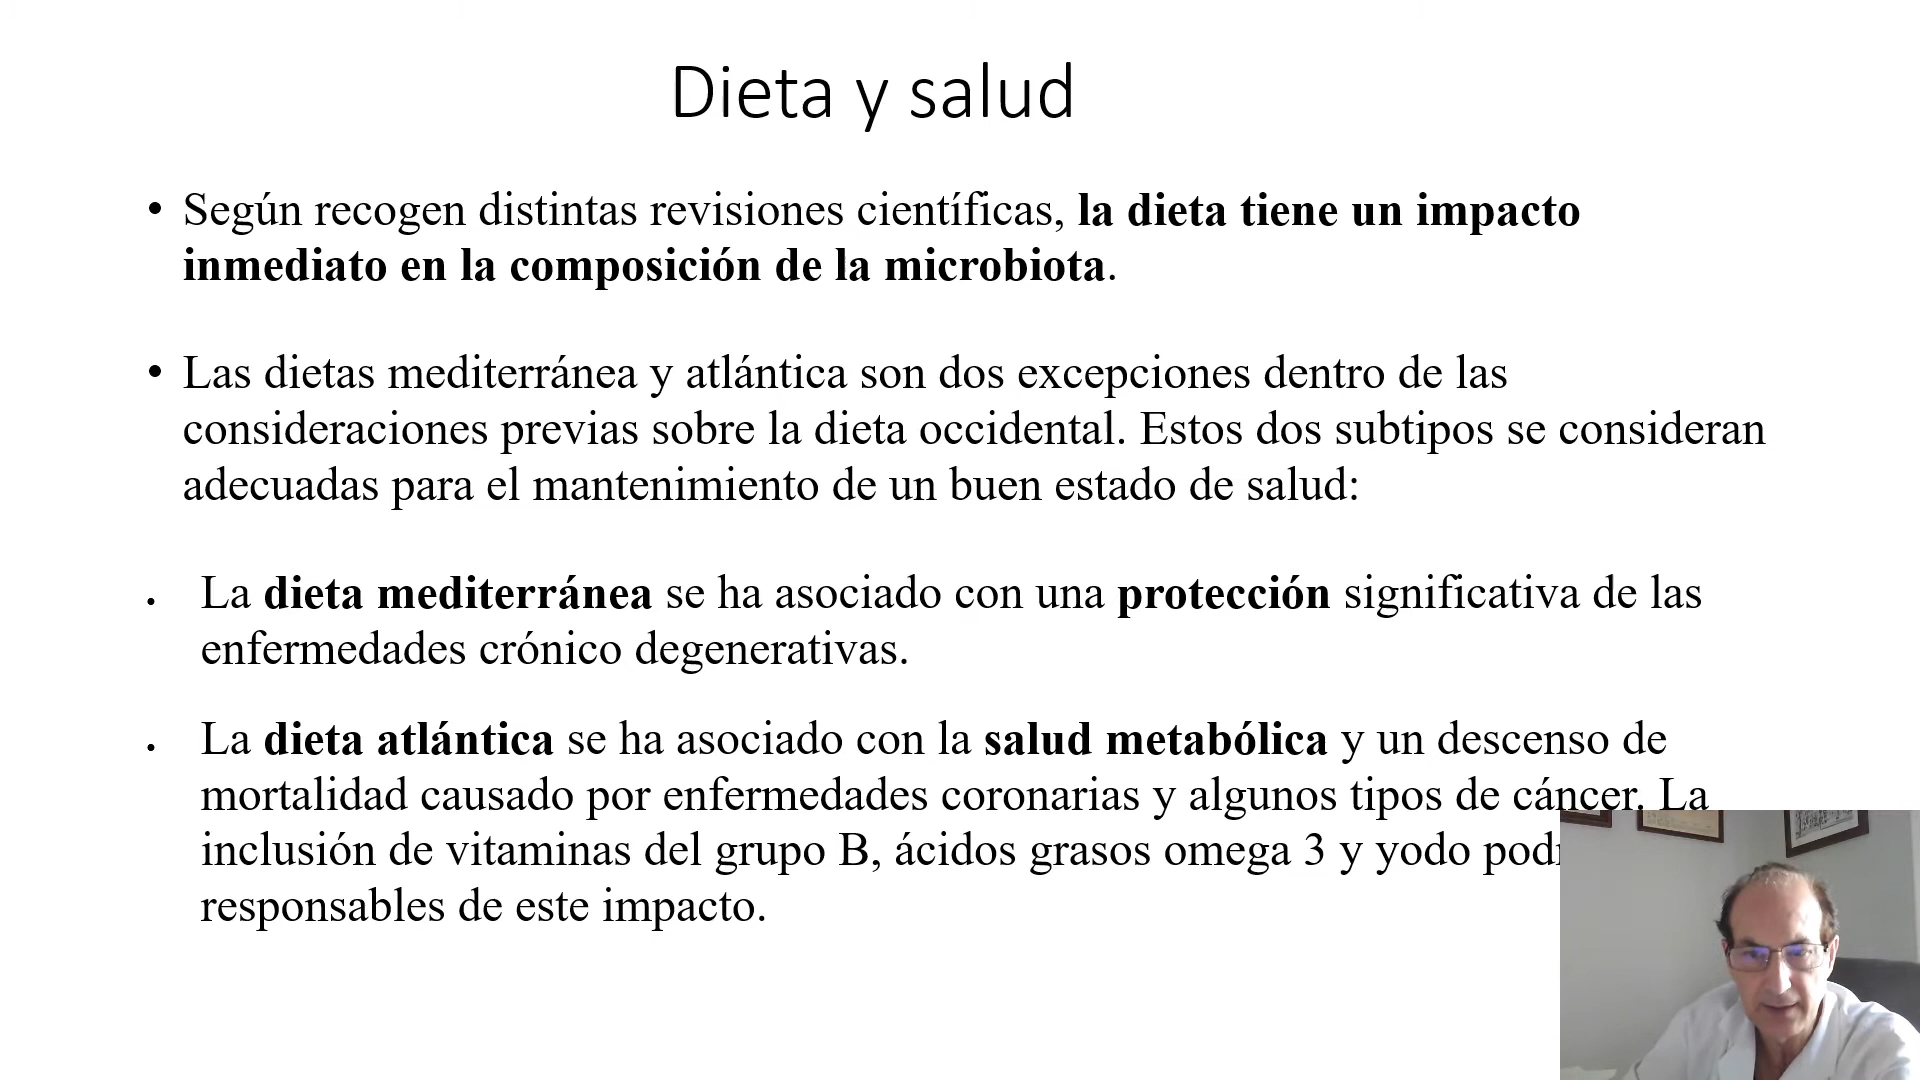 Dieta y salud
• Según recogen distintas revisiones científicas, la dieta tiene un impacto
inmediato en la composición de la microbiota.
• Las dietas mediterránea y atlántica son dos excepciones dentro de las
consideraciones previas sobre la dieta occidental. Estos dos subtipos se consideran
adecuadas para el mantenimiento de un buen estado de salud:
• La dieta mediterránea se ha asociado con una protección significativa de las
enfermedades crónico degenerativas.
• La dieta atlántica se ha asociado con la salud metabólica y un descenso de
mortalidad causado por enfermedades coronarias y algunos tipos de cáncer. La
inclusión de vitaminas del grupo B, ácidos grasos omega 3 y yodo
responsables de este impacto.